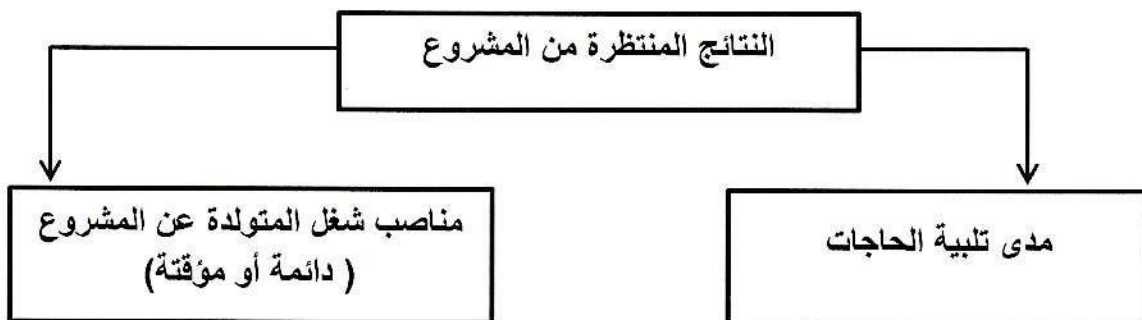 النتائج المنتظرة من المشروع
مدى تلبية الحاجات
مناصب شغل المتولدة عن المشروع
( دائمة أو مؤقتة)